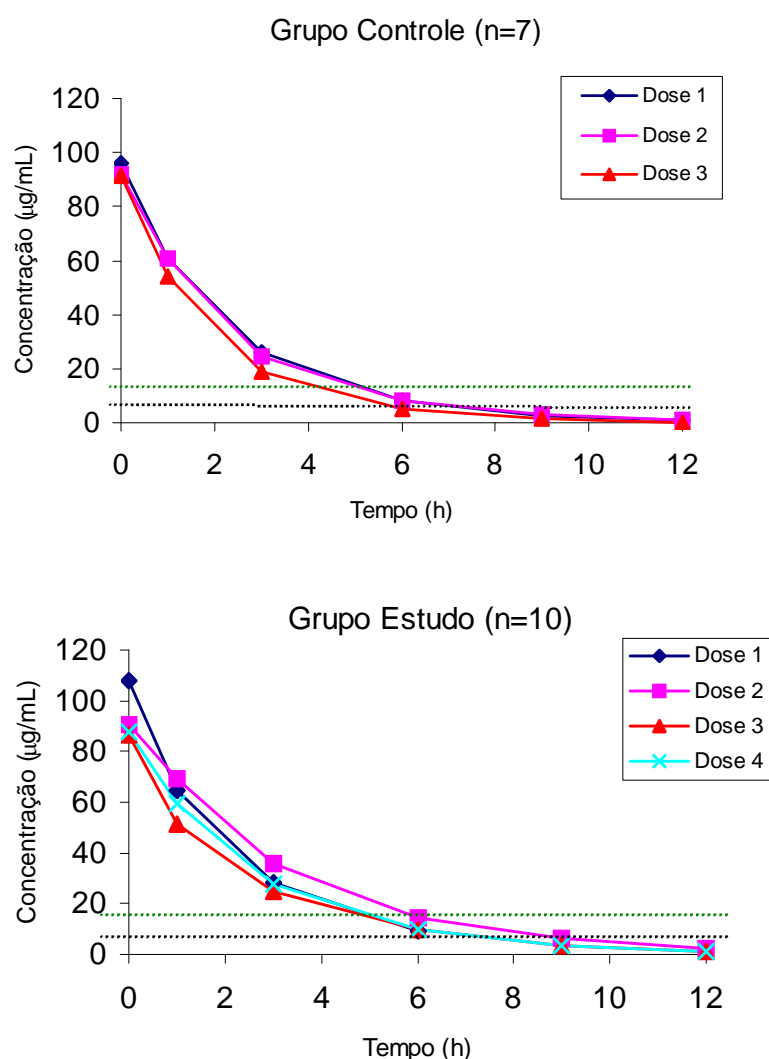 Grupo Controle (n=7)
120
100
80
60
40
20
0
Concentração (µg/mL)
Dose 1
Dose 2
Dose 3
0 2 4 6 8 10 12
Tempo (h)
Grupo Estudo (n=10)
120
100
80
60
40
20
0
Concentração (µg/mL)
Dose 1
Dose 2
Dose 3
Dose 4
0 2 4 6 8 10 12
Tempo (h)